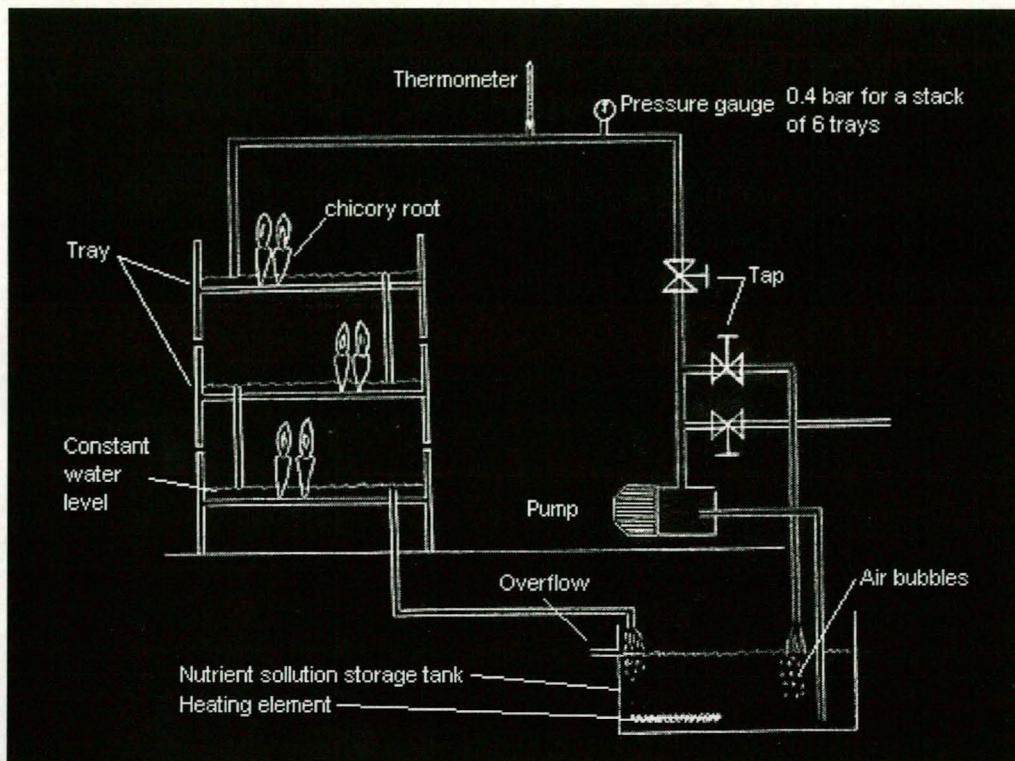 Thermometer
Pressure gauge
0.4 bar for a stack
of 6 trays
chicory root
Tray
Tap
Constant
water
level
Pump
Overflow
Air bubbles
Nutrient sollution storage tank
Heating element